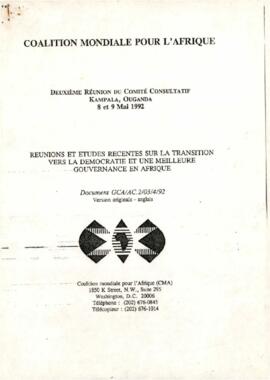 COALITION MONDIALE POUR L'AFRIQUE
DEUXIÈME RÉUNION DU COMITÉ CONSULTATIF
KAMPALA, OUGANDA
8 et 9 Mai 1992
REUNIONS ET ETUDES RECENTES SUR LA TRANSITION
VERS LA DEMOCRATIE ET UNE MEILLEURE
GOUVERNANCE EN AFRIQUE
Document GCA/AC.2/03/4/92
Version originale - anglais
Coalition mondiale pour l'Afrique (CMA)
1850 K Street, N.W., Suite 295
Washington, D.C. 20006
Téléphone : (202) 676-0845
Télécopieur : (202) 676-1014